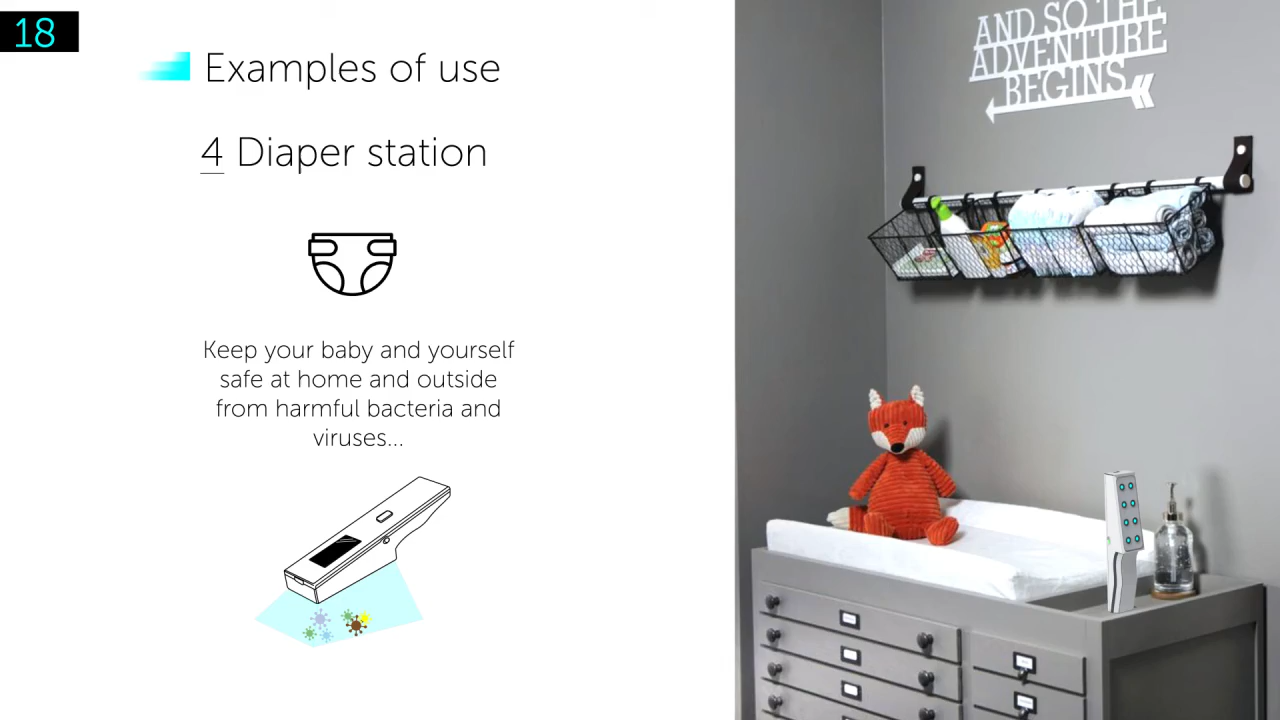 18
Examples of use
4 Diaper station
Keep your baby and yourself
safe at home and outside
from harmful bacteria and
viruses...
AND SO THE
ADVENTURE
BEGINS